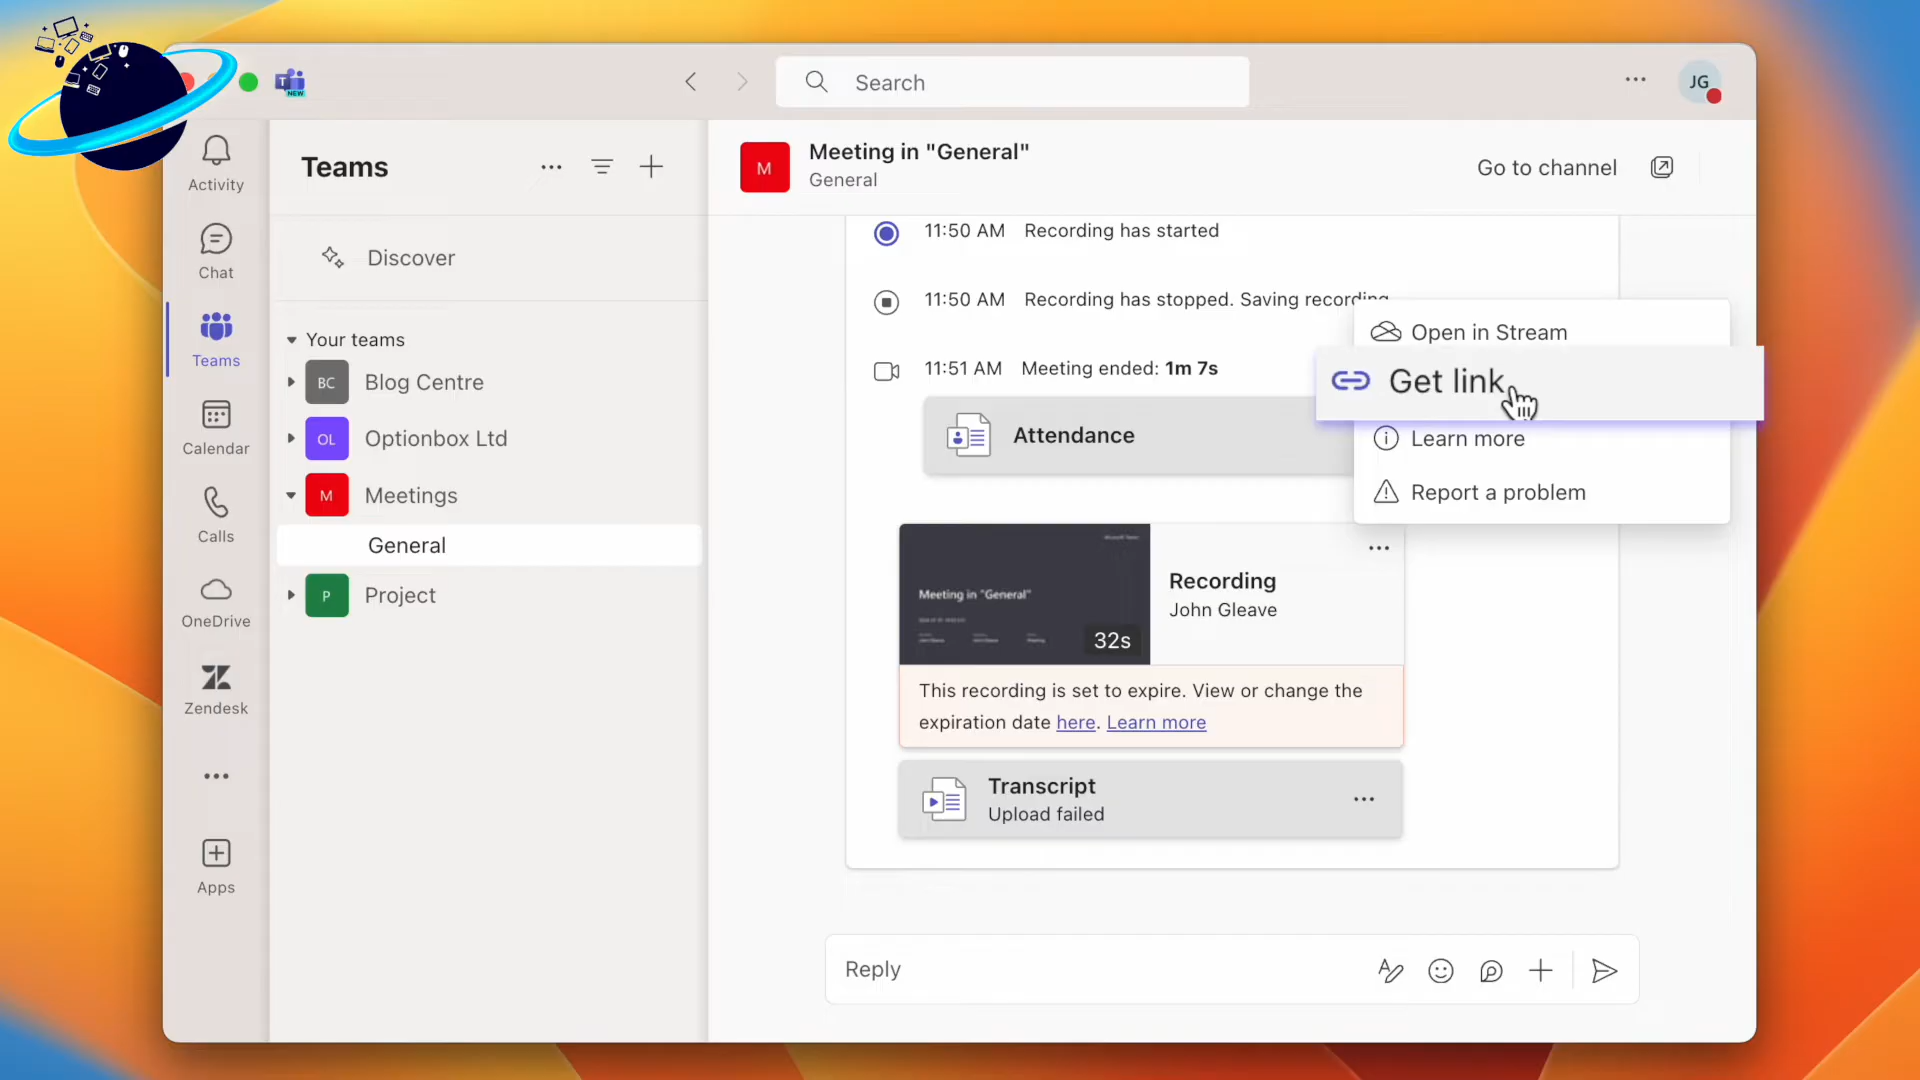 NEW
Search
JG
Activity
Chat
Teams
Calendar
Calls
OneDrive
Zendesk
Apps
Teams
Discover
Your teams
BC Blog Centre
OL Optionbox Ltd
M Meetings
General
P Project
M
Meeting in "General"
General
Go to channel
11:50 AM Recording has started
11:50 AM Recording has stopped. Saving recording
11:51 AM Meeting ended: 1m 7s
Attendance
Open in Stream
Get link
Learn more
Report a problem
Microsoft Teams
Meeting in "General"
32s
Recording
John Gleave
This recording is set to expire. View or change the
expiration date here. Learn more
Transcript
Upload failed
Reply